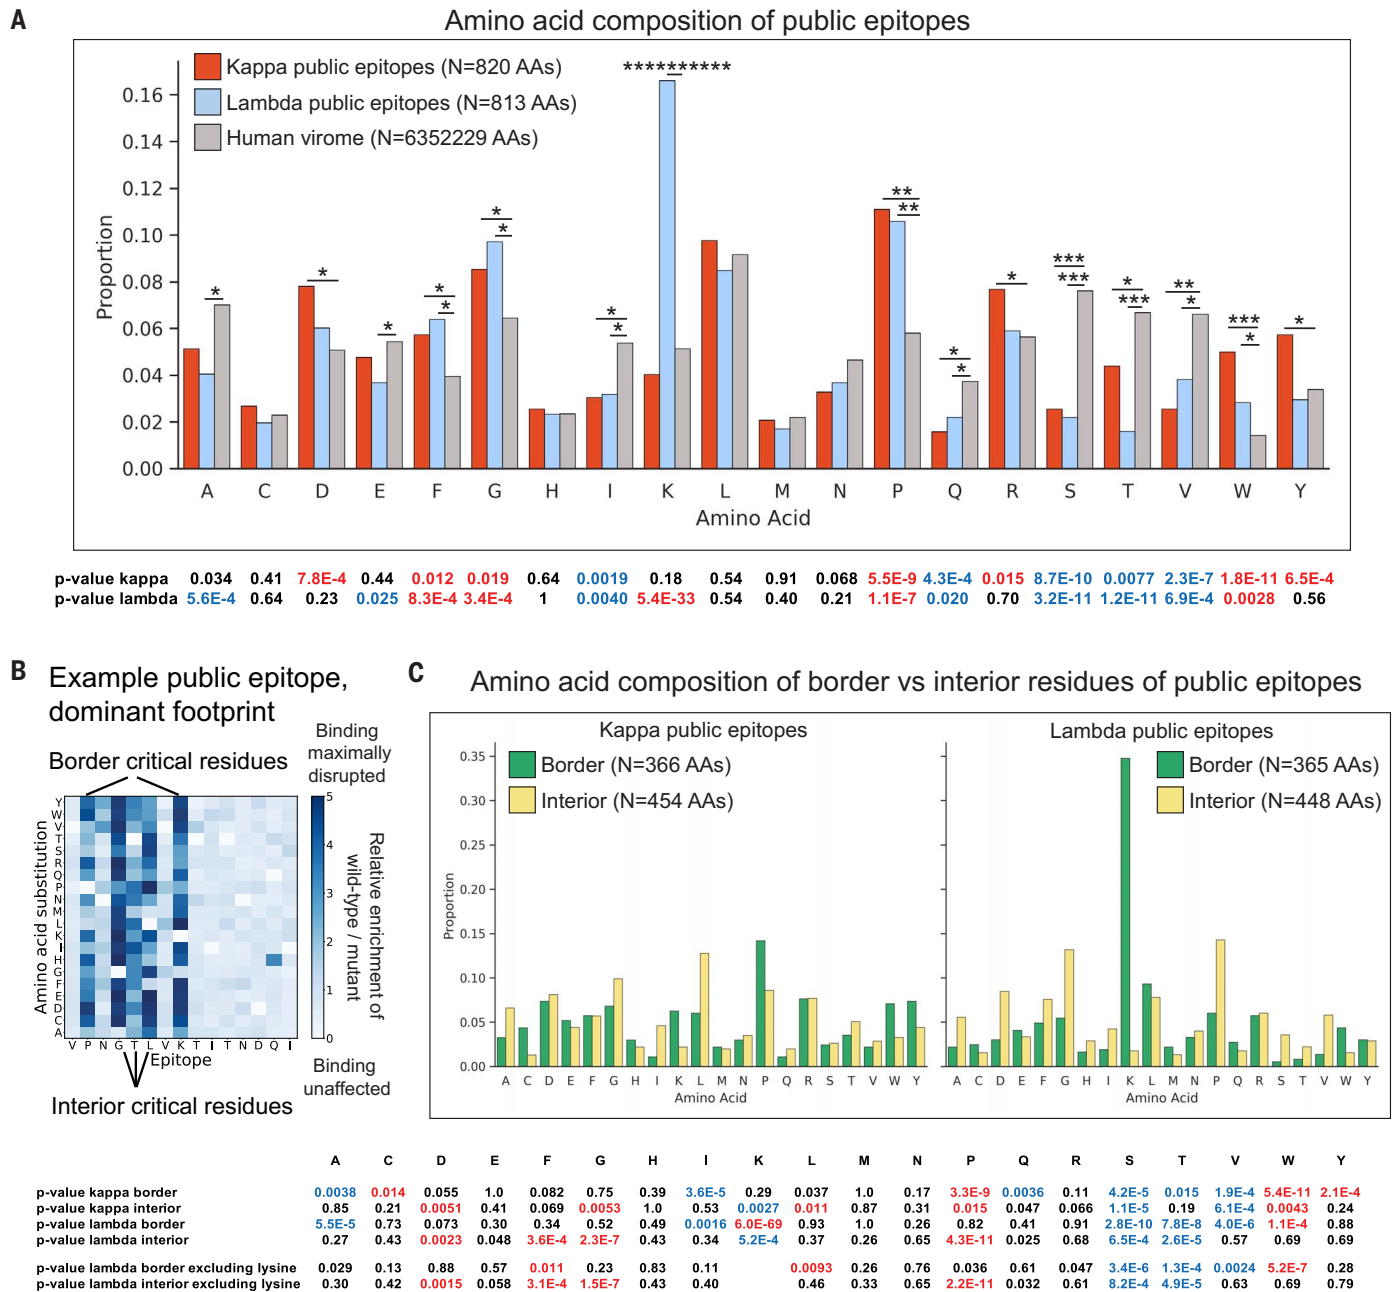 A
Amino acid composition of public epitopes
Kappa public epitopes (N=820 AAs)
Lambda public epitopes (N=813 AAs)
Human virome (N=6352229 AAs)
Proportion
0.16
0.14
0.12
0.10
0.08
0.06
0.04
0.02
0.00
* * * * * ********** ** ** * *** *** * *** ** * *** * *
A C D E F G H I K L M N P Q R S T V W Y
Amino Acid
p-value kappa 0.034 0.41 7.8E-4 0.44 0.012 0.019 0.64 0.0019 0.18 0.54 0.91 0.068 5.5E-9 4.3E-4 0.015 8.7E-10 0.0077 2.3E-7 1.8E-11 6.5E-4
p-value lambda 5.6E-4 0.64 0.23 0.025 8.3E-4 3.4E-4 1 0.0040 5.4E-33 0.54 0.40 0.21 1.1E-7 0.020 0.70 3.2E-11 1.2E-11 6.9E-4 0.0028 0.56
B
Example public epitope,
dominant footprint
Border critical residues
Binding
maximally
disrupted
Amino acid substitution
Y
W
V
T
S
R
Q
P
N
M
L
K
I
H
G
F
E
D
C
A
V P N G T L V K T I T N D Q I
Epitope
Interior critical residues
5
4
3
2
1
0
Relative enrichment of
wild-type / mutant
Binding
unaffected
C
Amino acid composition of border vs interior residues of public epitopes
Kappa public epitopes
Border (N=366 AAs)
Interior (N=454 AAs)
Proportion
0.35
0.30
0.25
0.20
0.15
0.10
0.05
0.00
A C D E F G H I K L M N P Q R S T V W Y
Amino Acid
Lambda public epitopes
Border (N=365 AAs)
Interior (N=448 AAs)
A C D E F G H I K L M N P Q R S T V W Y
Amino Acid
A C D E F G H I K L M N P Q R S T V W Y
p-value kappa border 0.0038 0.014 0.055 1.0 0.082 0.75 0.39 3.6E-5 0.29 0.037 1.0 0.17 3.3E-9 0.0036 0.11 4.2E-5 0.015 1.9E-4 5.4E-11 2.1E-4
p-value kappa interior 0.85 0.21 0.0051 0.41 0.069 0.0053 1.0 0.53 0.0027 0.011 0.87 0.31 0.015 0.047 0.066 1.1E-5 0.19 6.1E-4 0.0043 0.24
p-value lambda border 5.5E-5 0.73 0.073 0.30 0.34 0.52 0.49 0.0016 6.0E-69 0.93 1.0 0.26 0.82 0.41 0.91 2.8E-10 7.8E-8 4.0E-6 1.1E-4 0.88
p-value lambda interior 0.27 0.43 0.0023 0.048 3.6E-4 2.3E-7 0.43 0.34 5.2E-4 0.37 0.26 0.65 4.3E-11 0.025 0.68 6.5E-4 2.6E-5 0.57 0.69 0.69
p-value lambda border excluding lysine 0.029 0.13 0.88 0.57 0.011 0.23 0.83 0.11 0.0093 0.26 0.76 0.036 0.61 0.047 3.4E-6 1.3E-4 0.0024 5.2E-7 0.28
p-value lambda interior excluding lysine 0.30 0.42 0.0015 0.058 3.1E-4 1.5E-7 0.43 0.40 0.46 0.33 0.65 2.2E-11 0.032 0.61 8.2E-4 4.9E-5 0.63 0.69 0.79